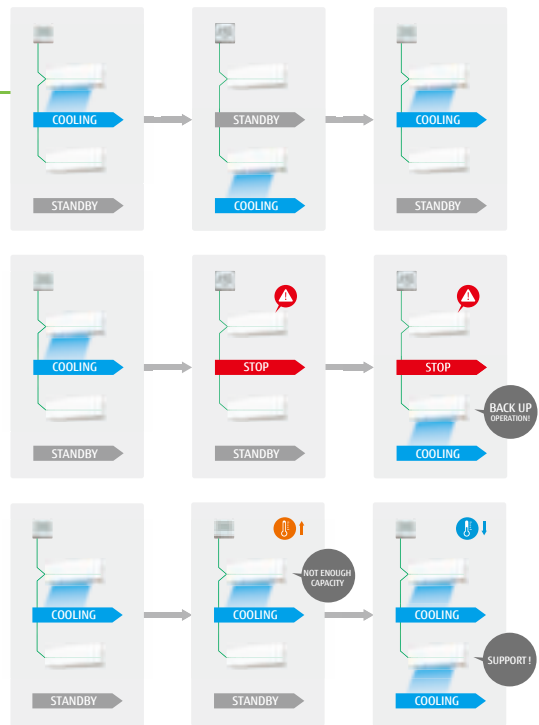 COOLING
STANDBY
COOLING
STANDBY
COOLING
STANDBY
COOLING
STOP
STOP
BACK UP
OPERATION!
STANDBY
STANDBY
COOLING
NOT ENOUGH
CAPACITY
COOLING
COOLING
COOLING
SUPPORT !
STANDBY
STANDBY
COOLING